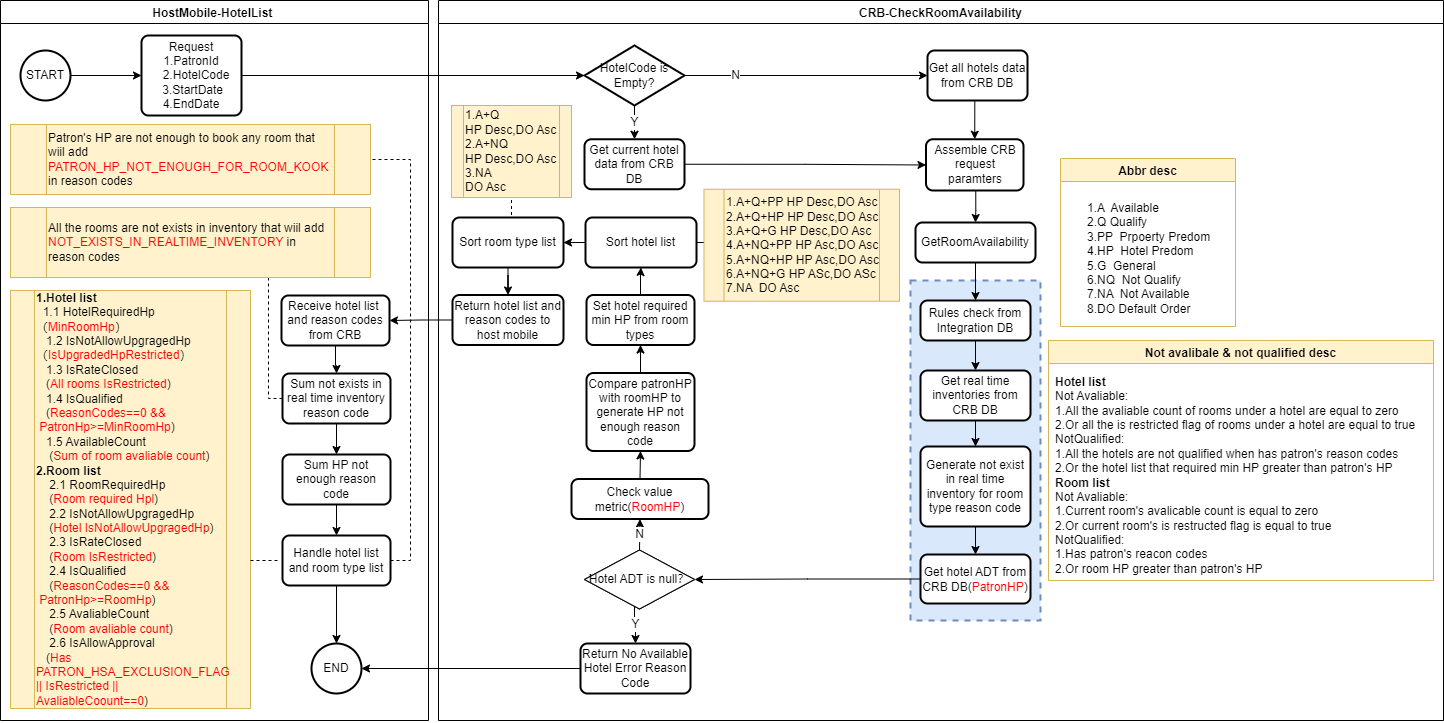 HostMobile-HotelList
CRB-CheckRoomAvailability
START
Request
1.PatronId
2.HotelCode
3.StartDate
4.EndDate
HotelCode is
Empty?
N
Y
Get all hotels data
from CRB DB
Get current hotel
data from CRB
DB
Assemble CRB
request
paramters
GetRoomAvailability
1.A+Q
HP Desc,DO Asc
2.A+NQ
HP Desc,DO Asc
3.NA
DO Asc
1.A+Q+PP HP Desc,DO Asc
2.A+Q+HP HP Desc,DO Asc
3.A+Q+G HP Desc,DO Asc
4.A+NQ+PP HP Asc,DO Asc
5.A+NQ+HP HP Asc,DO Asc
6.A+NQ+G HP ASc,DO ASc
7.NA  DO Asc
Patron's HP are not enough to book any room that
wiil add
PATRON_HP_NOT_ENOUGH_FOR_ROOM_KOOK
in reason codes
All the rooms are not exists in inventory that wiil add
NOT_EXISTS_IN_REALTIME_INVENTORY in
reason codes
1.Hotel list
1.1 HotelRequiredHp
(MinRoomHp)
1.2 IsNotAllowUpgragedHp
(IsUpgradedHpRestricted)
1.3 IsRateClosed
(All rooms IsRestricted)
1.4 IsQualified
(ReasonCodes==0 &&
PatronHp>=MinRoomHp)
1.5 AvailableCount
(Sum of room avaliable count)
2.Room list
2.1 RoomRequiredHp
(Room required Hpl)
2.2 IsNotAllowUpgragedHp
(Hotel IsNotAllowUpgragedHp)
2.3 IsRateClosed
(Room IsRestricted)
2.4 IsQualified
(ReasonCodes==0 &&
PatronHp>=RoomHp)
2.5 AvaliableCount
(Room avaliable count)
2.6 IsAllowApproval
(Has
PATRON_HSA_EXCLUSION_FLAG
|| IsRestricted ||
AvaliableCoount==0)
Receive hotel list
and reason codes
from CRB
Sum not exists in
real time inventory
reason code
Sum HP not
enough reason
code
Handle hotel list
and room type list
END
Sort room type list
Return hotel list and
reason codes to
host mobile
Sort hotel list
Set hotel required
min HP from room
types
Compare patronHP
with roomHP to
generate HP not
enough reason
code
Check value
metric(RoomHP)
N
Hotel ADT is null?
Y
Return No Available
Hotel Error Reason
Code
Rules check from
Integration DB
Get real time
inventories from
CRB DB
Generate not exist
in real time
inventory for room
type reason code
Get hotel ADT from
CRB DB(PatronHP)
Abbr desc
1.A  Available
2.Q Qualify
3.PP  Prpoerty Predom
4.HP  Hotel Predom
5.G  General
6.NQ  Not Qualify
7.NA  Not Available
8.DO Default Order
Not avalibale & not qualified desc
Hotel list
Not Avaliable:
1.All the avaliable count of rooms under a hotel are equal to zero
2.Or all the is restricted flag of rooms under a hotel are equal to true
NotQualified:
1.All the hotels are not qualified when has patron's reason codes
2.Or the hotel list that required min HP greater than patron's HP
Room list
Not Avaliable:
1.Current room's avalicable count is equal to zero
2.Or current room's is restructed flag is equal to true
NotQualified:
1.Has patron's reacon codes
2.Or room HP greater than patron's HP